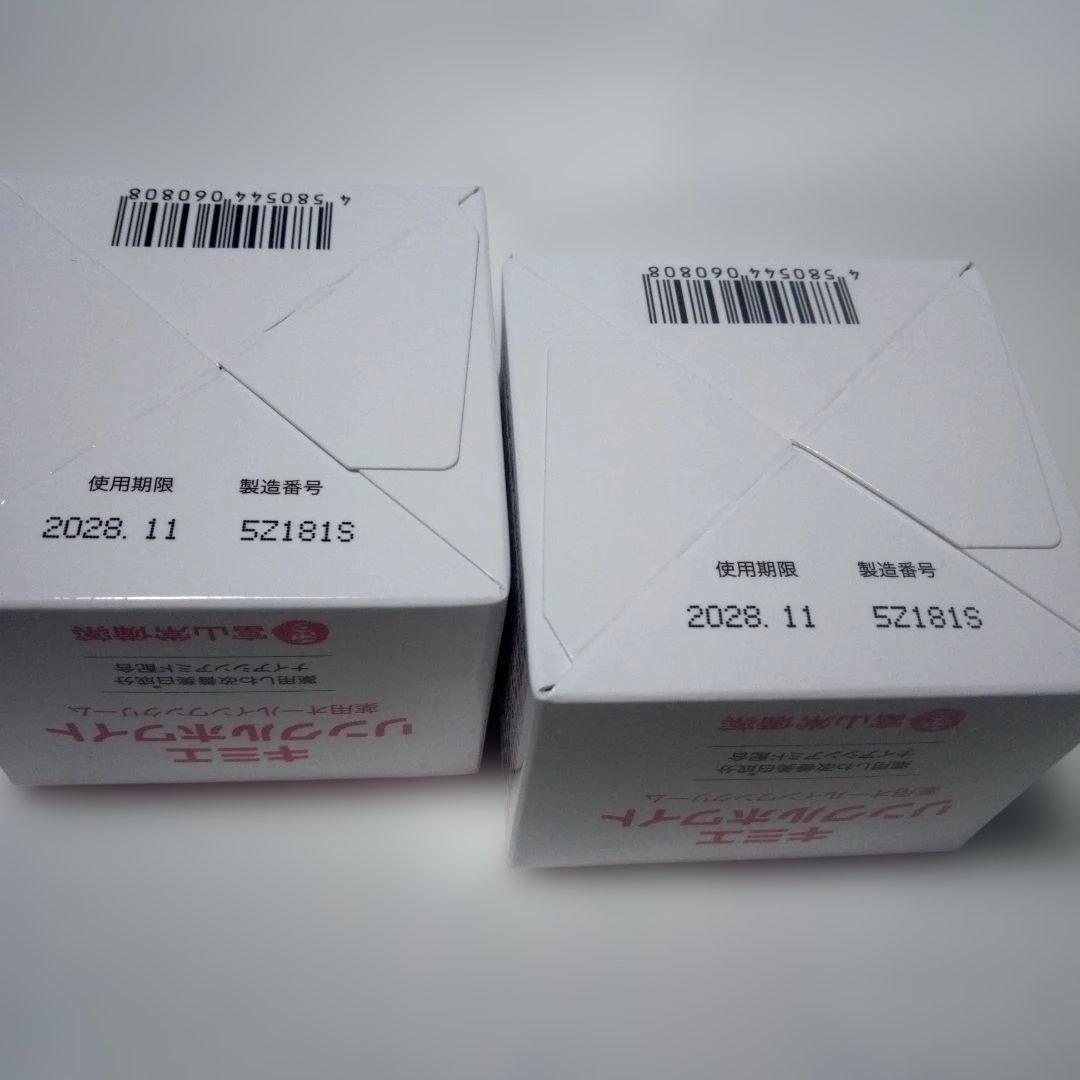 4 580544 060808
使用期限 製造番号
2028. 11 5Z181S
キミエ
リンクルホワイト
薬用オールインワンクリーム
薬用しわ改善美白成分*
ナイアシンアミド配合
富山常備薬
4 580544 060808
使用期限 製造番号
2028. 11 5Z181S
キミエ
リンクルホワイト
薬用オールインワンクリーム
薬用しわ改善美白成分*
ナイアシンアミド配合
富山常備薬